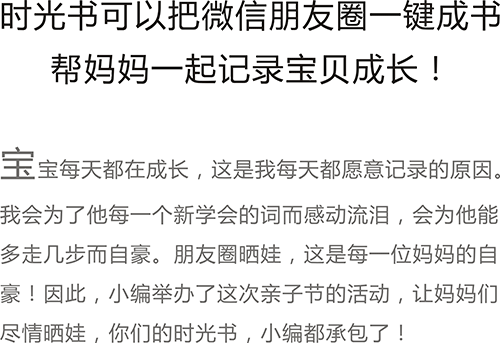 时光书可以把微信朋友圈一键成书
帮妈妈一起记录宝贝成长！
宝宝每天都在成长，这是我每天都愿意记录的原因。
我会为了他每一个新学会的词而感动流泪，会为他能
多走几步而自豪。朋友圈晒娃，这是每一位妈妈的自
豪！因此，小编举办了这次亲子节的活动，让妈妈们
尽情晒娃，你们的时光书，小编都承包了！